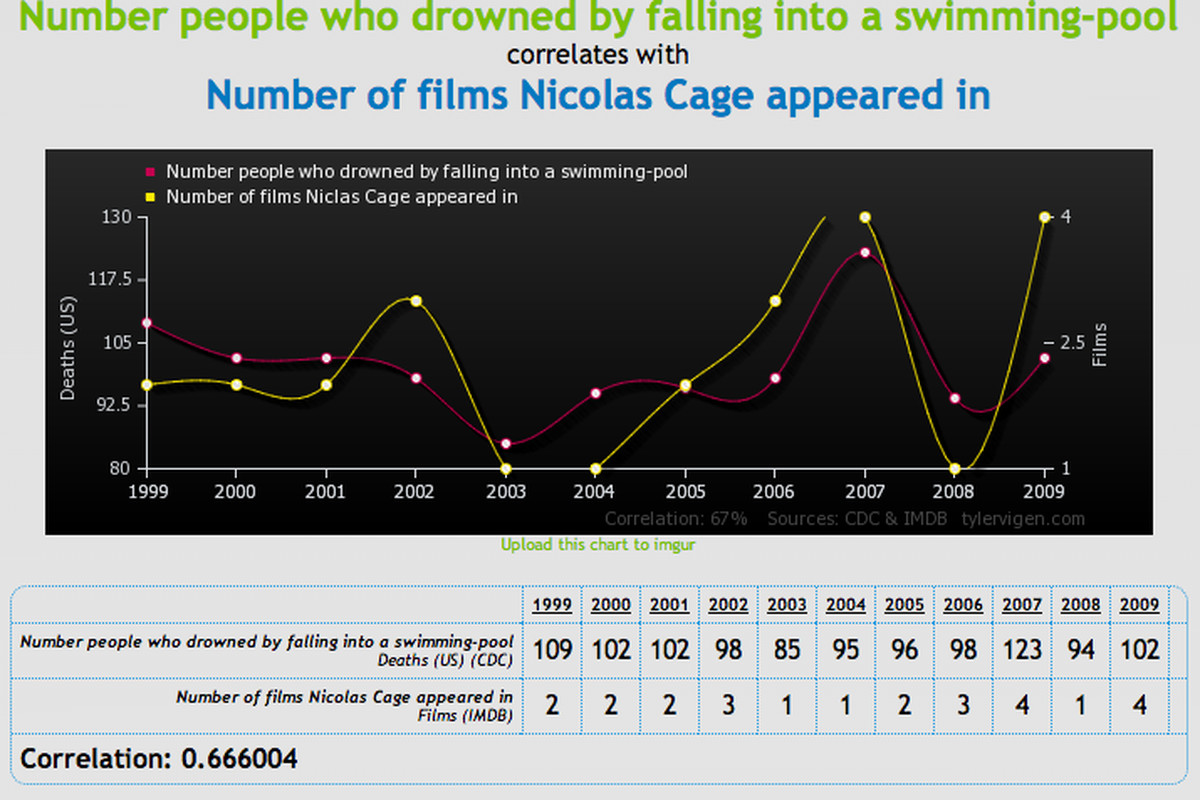 Number people who drowned by falling into a swimming-pool
correlates with
Number of films Nicolas Cage appeared in
Number people who drowned by falling into a swimming-pool
Number of films Niclas Cage appeared in
130
117.5
105
92.5
80
Deaths (US)
4
2.5
1
Films
1999 2000 2001 2002 2003 2004 2005 2006 2007 2008 2009
Correlation: 67% Sources: CDC & IMDB tylervigen.com
Upload this chart to imgur
1999 2000 2001 2002 2003 2004 2005 2006 2007 2008 2009
Number people who drowned by falling into a swimming-pool
Deaths (US) (CDC)
109 102 102 98 85 95 96 98 123 94 102
Number of films Nicolas Cage appeared in
Films (IMDB)
2 2 2 3 1 1 2 3 4 1 4
Correlation: 0.666004